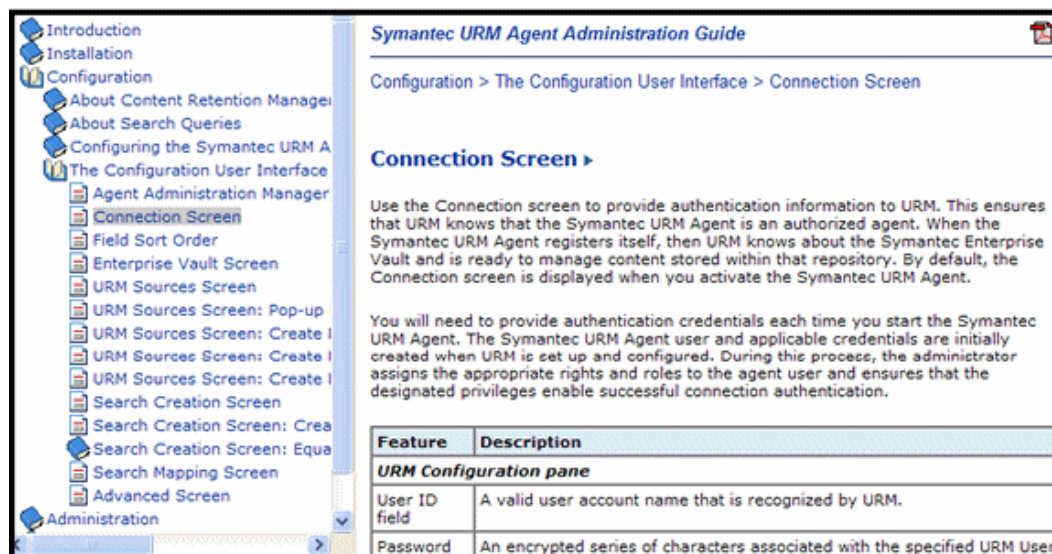 Introduction
Installation
Configuration
About Content Retention Manager
About Search Queries
Configuring the Symantec URM A
The Configuration User Interface
Agent Administration Manager
Connection Screen
Field Sort Order
Enterprise Vault Screen
URM Sources Screen
URM Sources Screen: Pop-up
URM Sources Screen: Create
URM Sources Screen: Create
URM Sources Screen: Create
Search Creation Screen
Search Creation Screen: Crea
Search Creation Screen: Equa
Search Mapping Screen
Advanced Screen
Administration
Symantec URM Agent Administration Guide
Configuration > The Configuration User Interface > Connection Screen
Connection Screen
Use the Connection screen to provide authentication information to URM. This ensures
that URM knows that the Symantec URM Agent is an authorized agent. When the
Symantec URM Agent registers itself, then URM knows about the Symantec Enterprise
Vault and is ready to manage content stored within that repository. By default, the
Connection screen is displayed when you activate the Symantec URM Agent.
You will need to provide authentication credentials each time you start the Symantec
URM Agent. The Symantec URM Agent user and applicable credentials are initially
created when URM is set up and configured. During this process, the administrator
assigns the appropriate rights and roles to the agent user and ensures that the
designated privileges enable successful connection authentication.
Feature Description
URM Configuration pane
User ID field A valid user account name that is recognized by URM.
Password An encrypted series of characters associated with the specified URM User